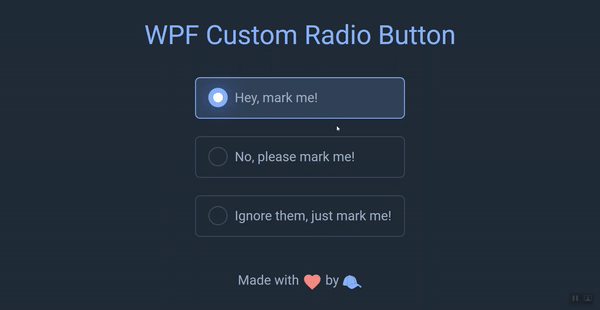 WPF Custom Radio Button
Hey, mark me!
No, please mark me!
Ignore them, just mark me!
Made with by